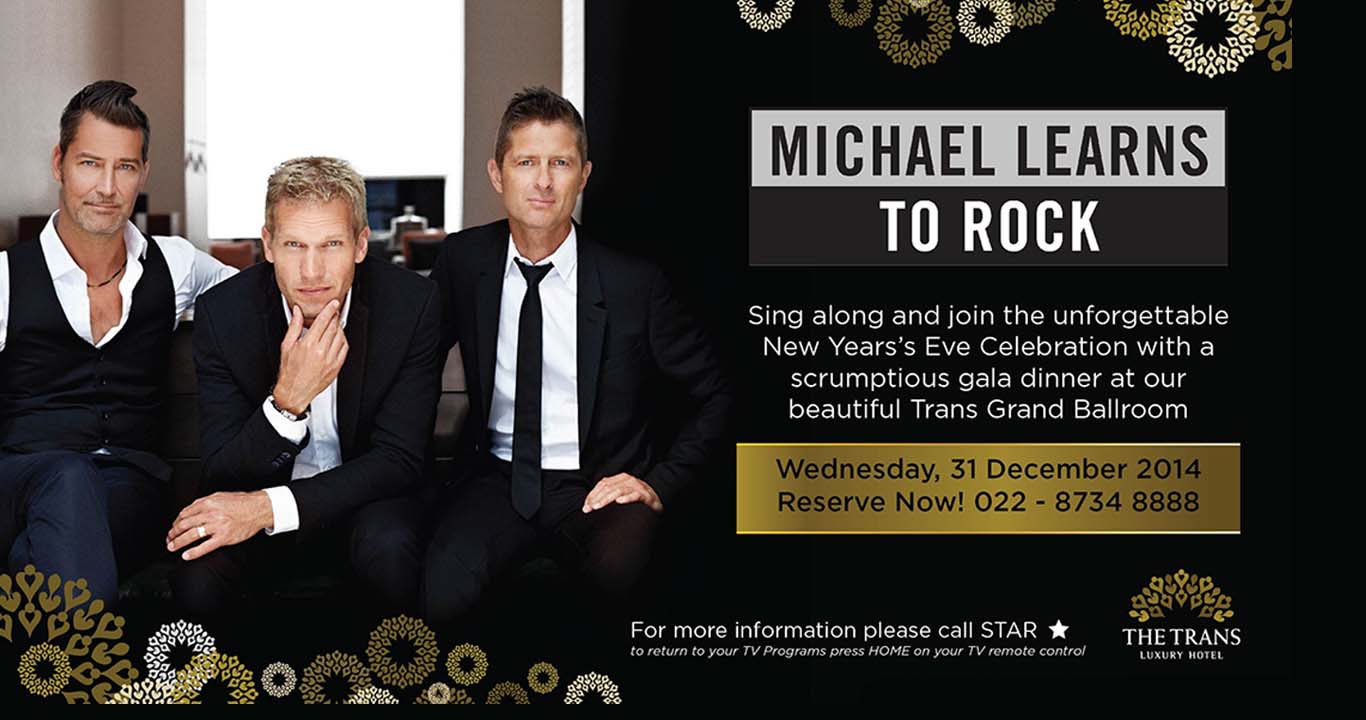 MICHAEL LEARNS
TO ROCK
Sing along and join the unforgettable
New Years’s Eve Celebration with a
scrumptious gala dinner at our
beautiful Trans Grand Ballroom
Wednesday, 31 December 2014
Reserve Now! 022 - 8734 8888
For more information please call STAR ★
to return to your TV Programs press HOME on your TV remote control
THE TRANS
LUXURY HOTEL